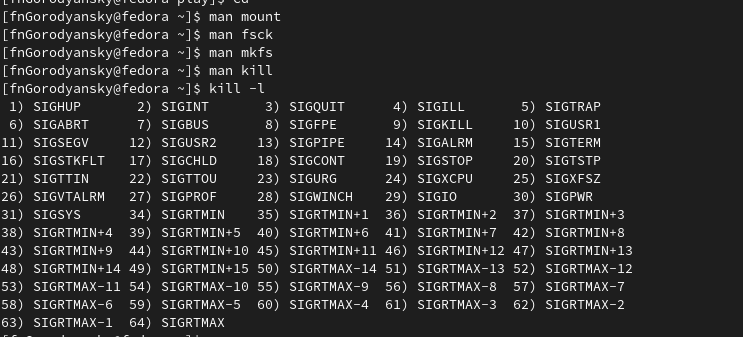 [fnGorodyansky@fedora play]$ cd
[fnGorodyansky@fedora ~]$ man mount
[fnGorodyansky@fedora ~]$ man fsck
[fnGorodyansky@fedora ~]$ man mkfs
[fnGorodyansky@fedora ~]$ man kill
[fnGorodyansky@fedora ~]$ kill -l
 1) SIGHUP       2) SIGINT       3) SIGQUIT      4) SIGILL       5) SIGTRAP
 6) SIGABRT      7) SIGBUS       8) SIGFPE       9) SIGKILL     10) SIGUSR1
11) SIGSEGV     12) SIGUSR2     13) SIGPIPE     14) SIGALRM     15) SIGTERM
16) SIGSTKFLT   17) SIGCHLD     18) SIGCONT     19) SIGSTOP     20) SIGTSTP
21) SIGTTIN     22) SIGTTOU     23) SIGURG      24) SIGXCPU     25) SIGXFSZ
26) SIGVTALRM   27) SIGPROF     28) SIGWINCH    29) SIGIO       30) SIGPWR
31) SIGSYS      34) SIGRTMIN    35) SIGRTMIN+1  36) SIGRTMIN+2  37) SIGRTMIN+3
38) SIGRTMIN+4  39) SIGRTMIN+5  40) SIGRTMIN+6  41) SIGRTMIN+7  42) SIGRTMIN+8
43) SIGRTMIN+9  44) SIGRTMIN+10 45) SIGRTMIN+11 46) SIGRTMIN+12 47) SIGRTMIN+13
48) SIGRTMIN+14 49) SIGRTMIN+15 50) SIGRTMAX-14 51) SIGRTMAX-13 52) SIGRTMAX-12
53) SIGRTMAX-11 54) SIGRTMAX-10 55) SIGRTMAX-9  56) SIGRTMAX-8  57) SIGRTMAX-7
58) SIGRTMAX-6  59) SIGRTMAX-5  60) SIGRTMAX-4  61) SIGRTMAX-3  62) SIGRTMAX-2
63) SIGRTMAX-1  64) SIGRTMAX